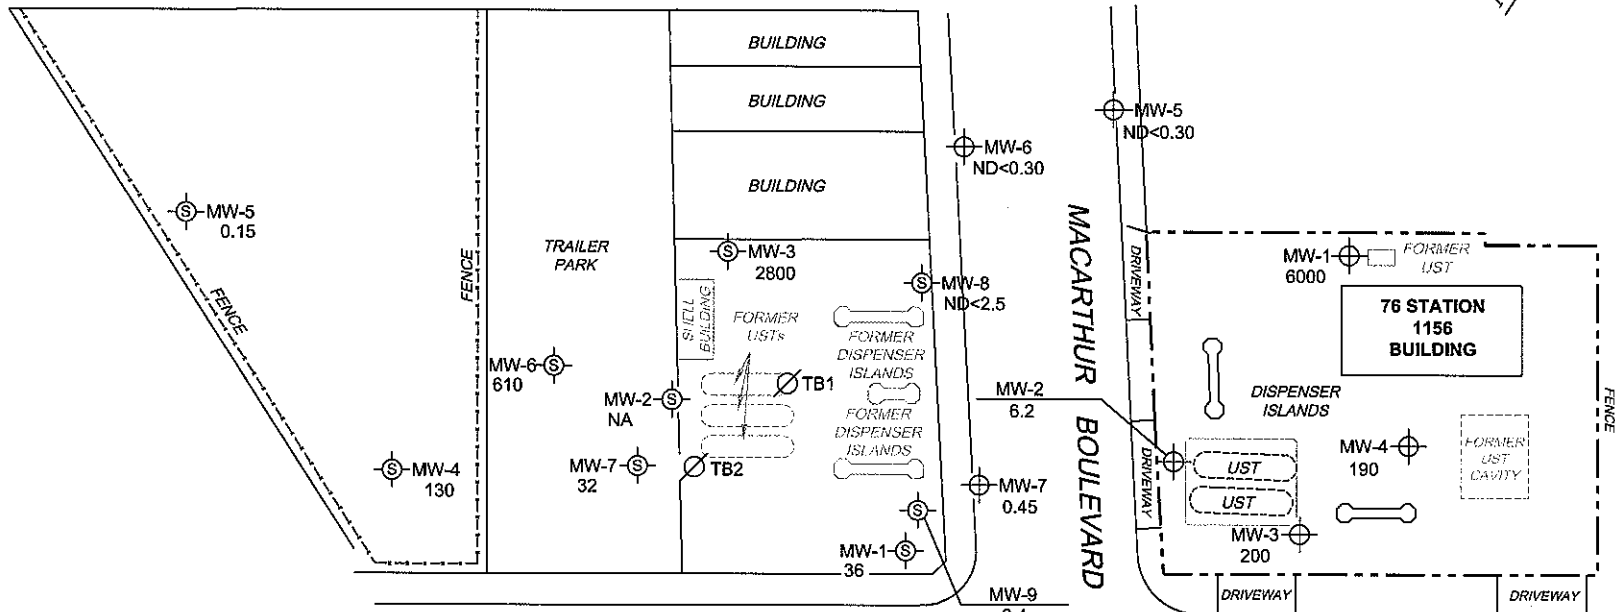 BUILDING
BUILDING
BUILDING
MW-5
ND<0.30
MW-6
ND<0.30
MW-5
0.15
FENCE
FENCE
TRAILER
PARK
MW-3
2800
MW-8
ND<2.5
SHELL
BUILDING
FORMER
USTs
FORMER
DISPENSER
ISLANDS
FORMER
DISPENSER
ISLANDS
MW-6
610
MW-2
NA
TB1
TB2
MW-4
130
MW-7
32
MW-1
36
MW-9
MW-7
0.45
MW-2
6.2
MACARTHUR BOULEVARD
DRIVEWAY
DRIVEWAY
MW-1
6000
FORMER
UST
76 STATION
1156
BUILDING
DISPENSER
ISLANDS
FENCE
MW-4
190
FORMER
UST
CAVITY
UST
UST
MW-3
200
DRIVEWAY
DRIVEWAY